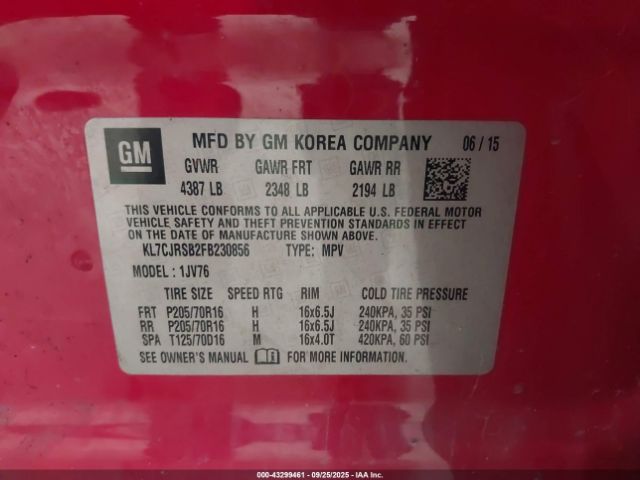 GM
MFD BY GM KOREA COMPANY 06 / 15
GVWR GAWR FRT GAWR RR
4387 LB 2348 LB 2194 LB
THIS VEHICLE CONFORMS TO ALL APPLICABLE U.S. FEDERAL MOTOR
VEHICLE SAFETY, BUMPER, AND THEFT PREVENTION STANDARDS IN EFFECT
ON THE DATE OF MANUFACTURE SHOWN ABOVE.
KL7CJRSB2FB230856 TYPE: MPV
MODEL: 1JV76
TIRE SIZE SPEED RTG RIM COLD TIRE PRESSURE
FRT P205/70R16 H 16x6.5J 240KPA, 35 PSI
RR P205/70R16 H 16x6.5J 240KPA, 35 PSI
SPA T125/70D16 M 16x4.0T 420KPA, 60 PSI
SEE OWNER'S MANUAL FOR MORE INFORMATION.
000-43299461 - 09/25/2025 - IAAI.com